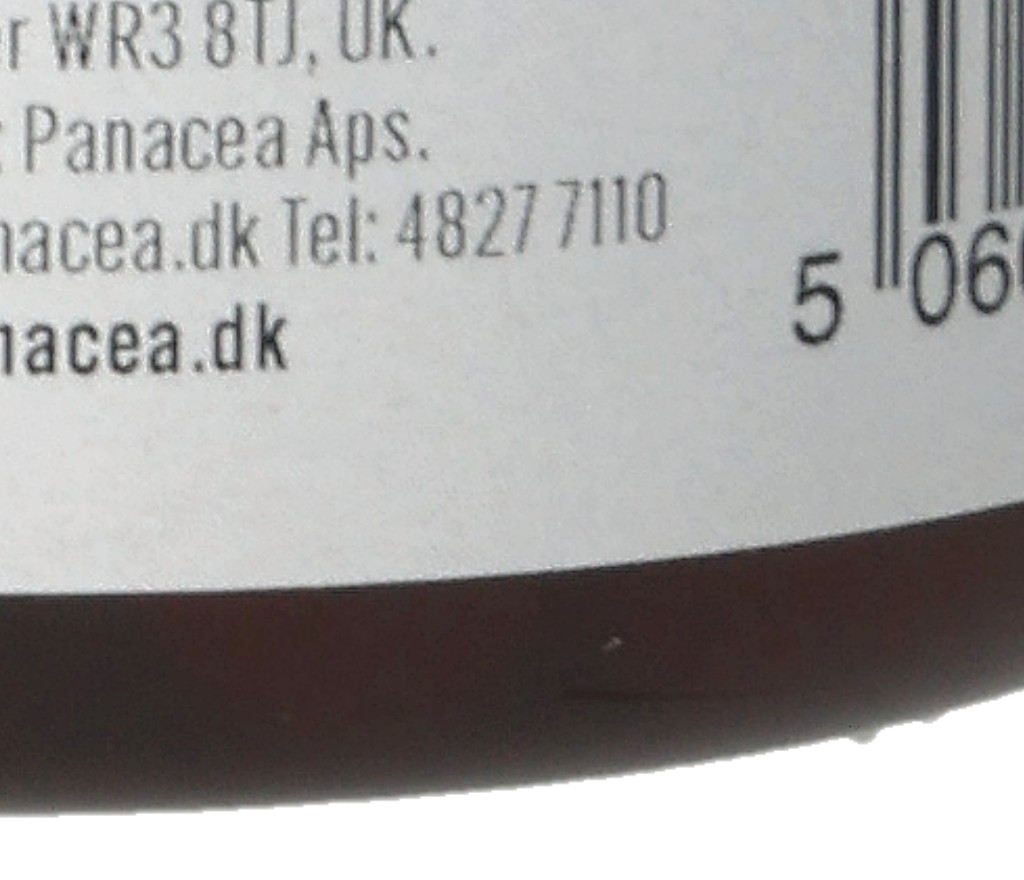 r WR3 8TJ, UK.
: Panacea Aps.
nacea.dk Tel: 4827 7110
nacea.dk
5 06